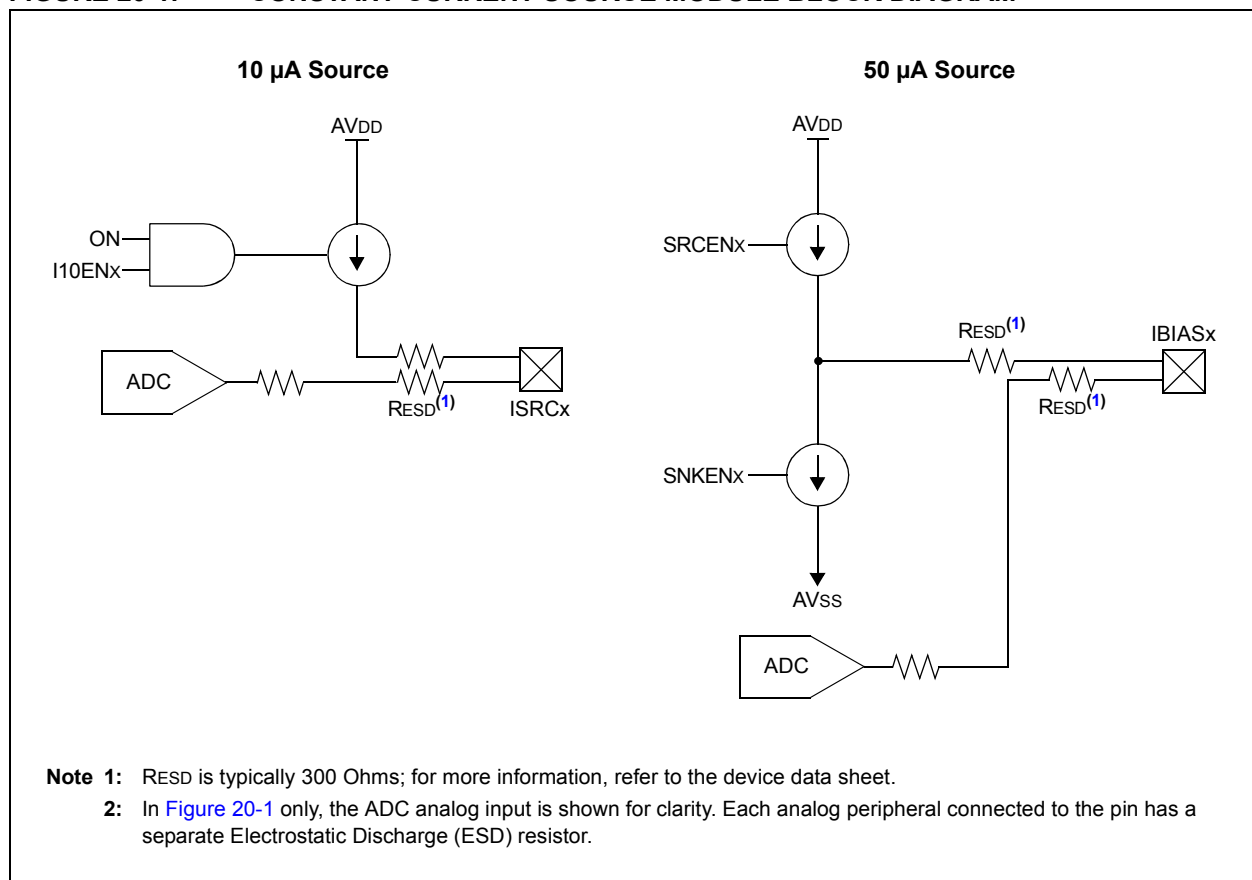 10 µA Source
50 µA Source
AVDD
AVDD
ON
I10ENx
SRCENx
RESD(1)
IBIASx
ADC
RESD(1)
ISRCx
RESD(1)
SNKENx
AVSS
ADC
Note 1: RESD is typically 300 Ohms; for more information, refer to the device data sheet.
2: In Figure 20-1 only, the ADC analog input is shown for clarity. Each analog peripheral connected to the pin has a
separate Electrostatic Discharge (ESD) resistor.